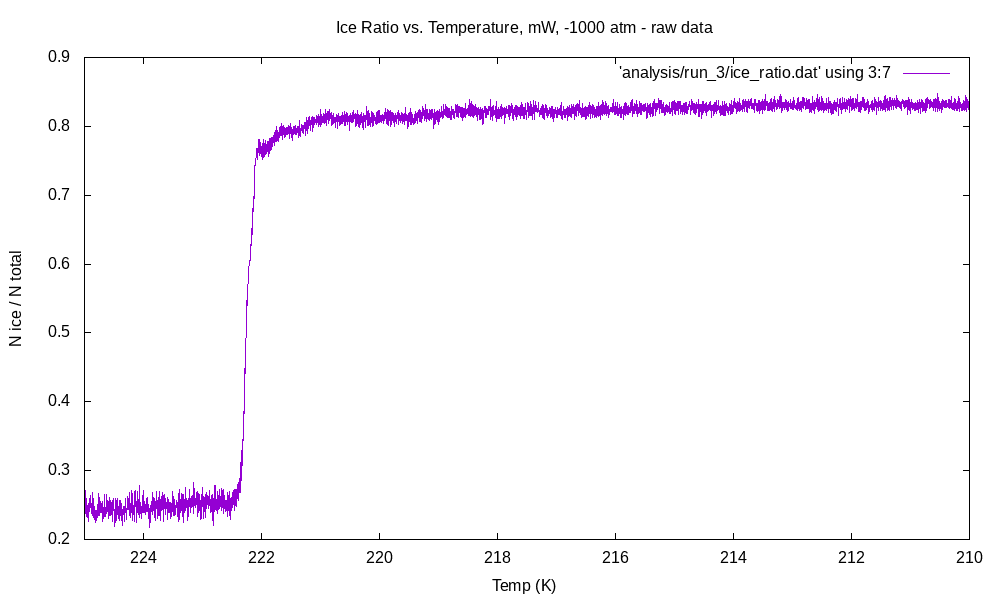 Ice Ratio vs. Temperature, mW, -1000 atm - raw data
'analysis/run_3/ice_ratio.dat' using 3:7
0.9
0.8
0.7
0.6
0.5
0.4
0.3
0.2
N ice / N total
224 222 220 218 216 214 212 210
Temp (K)